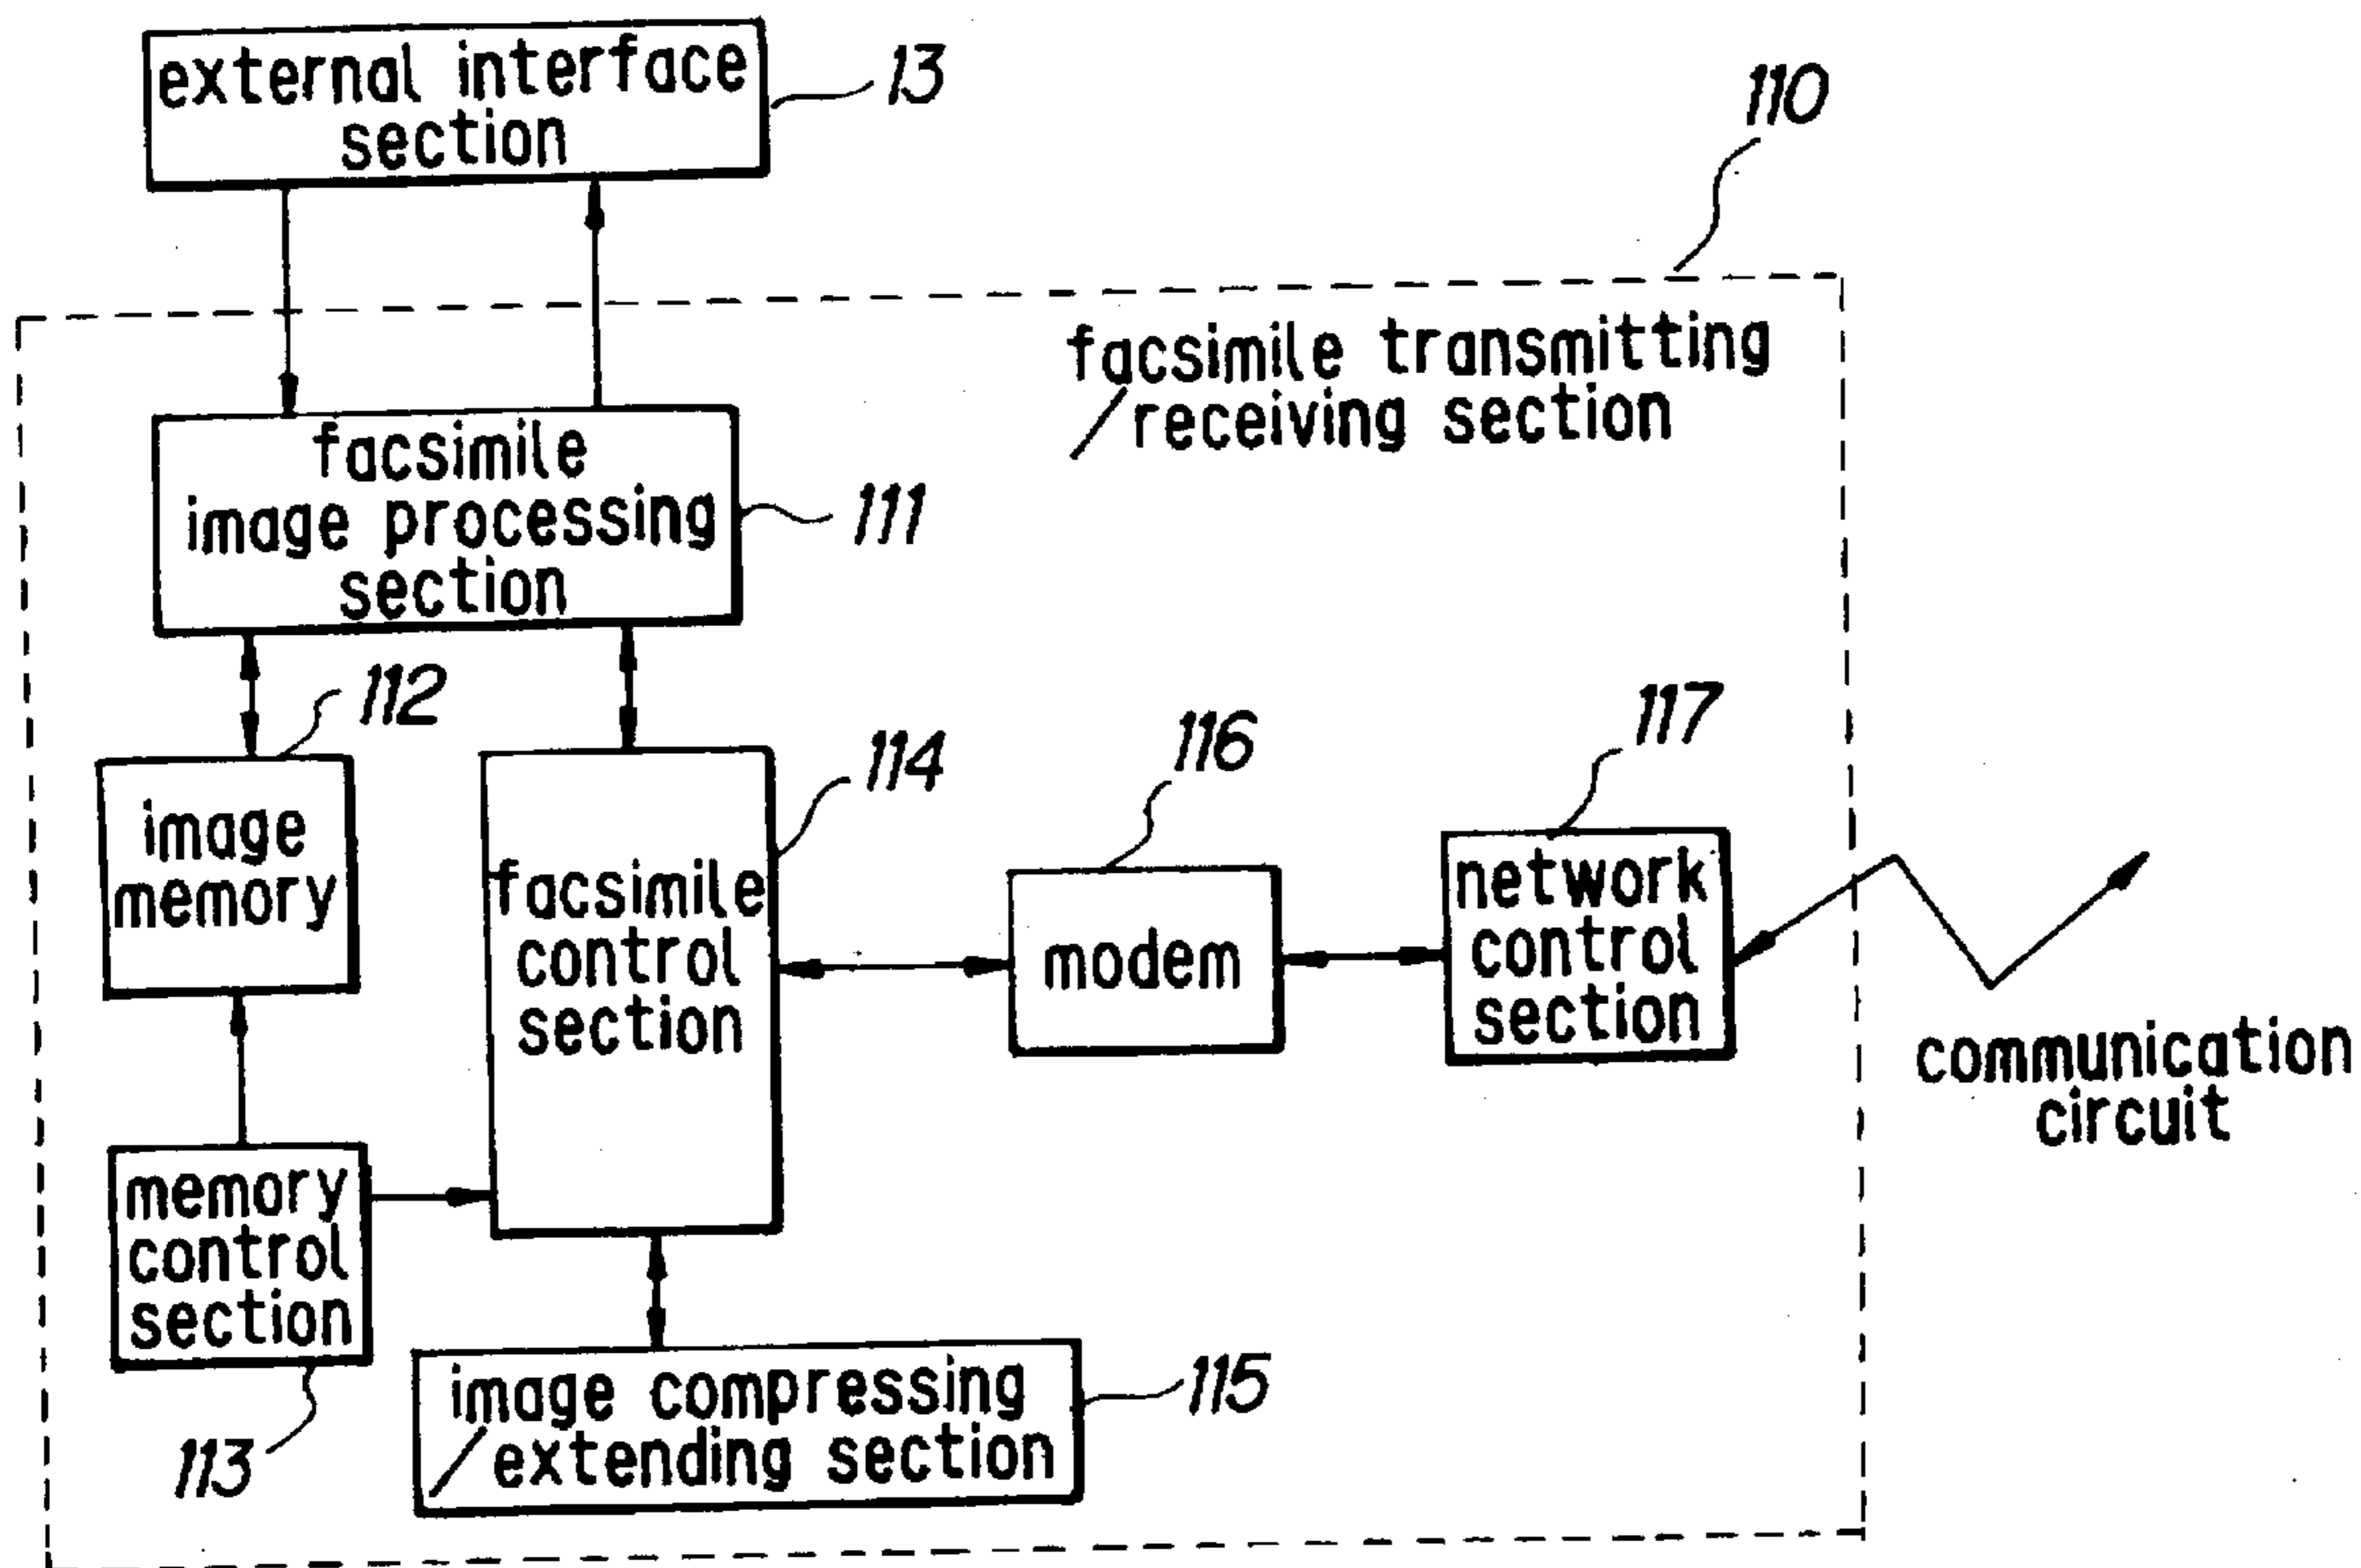 external interface
section
13
110
facsimile transmitting
/receiving section
facsimile
image processing
section
111
112
image
memory
114
facsimile
control
section
116
modem
117
network
control
section
communication
circuit
memory
control
section
113
image compressing
/extending section
115